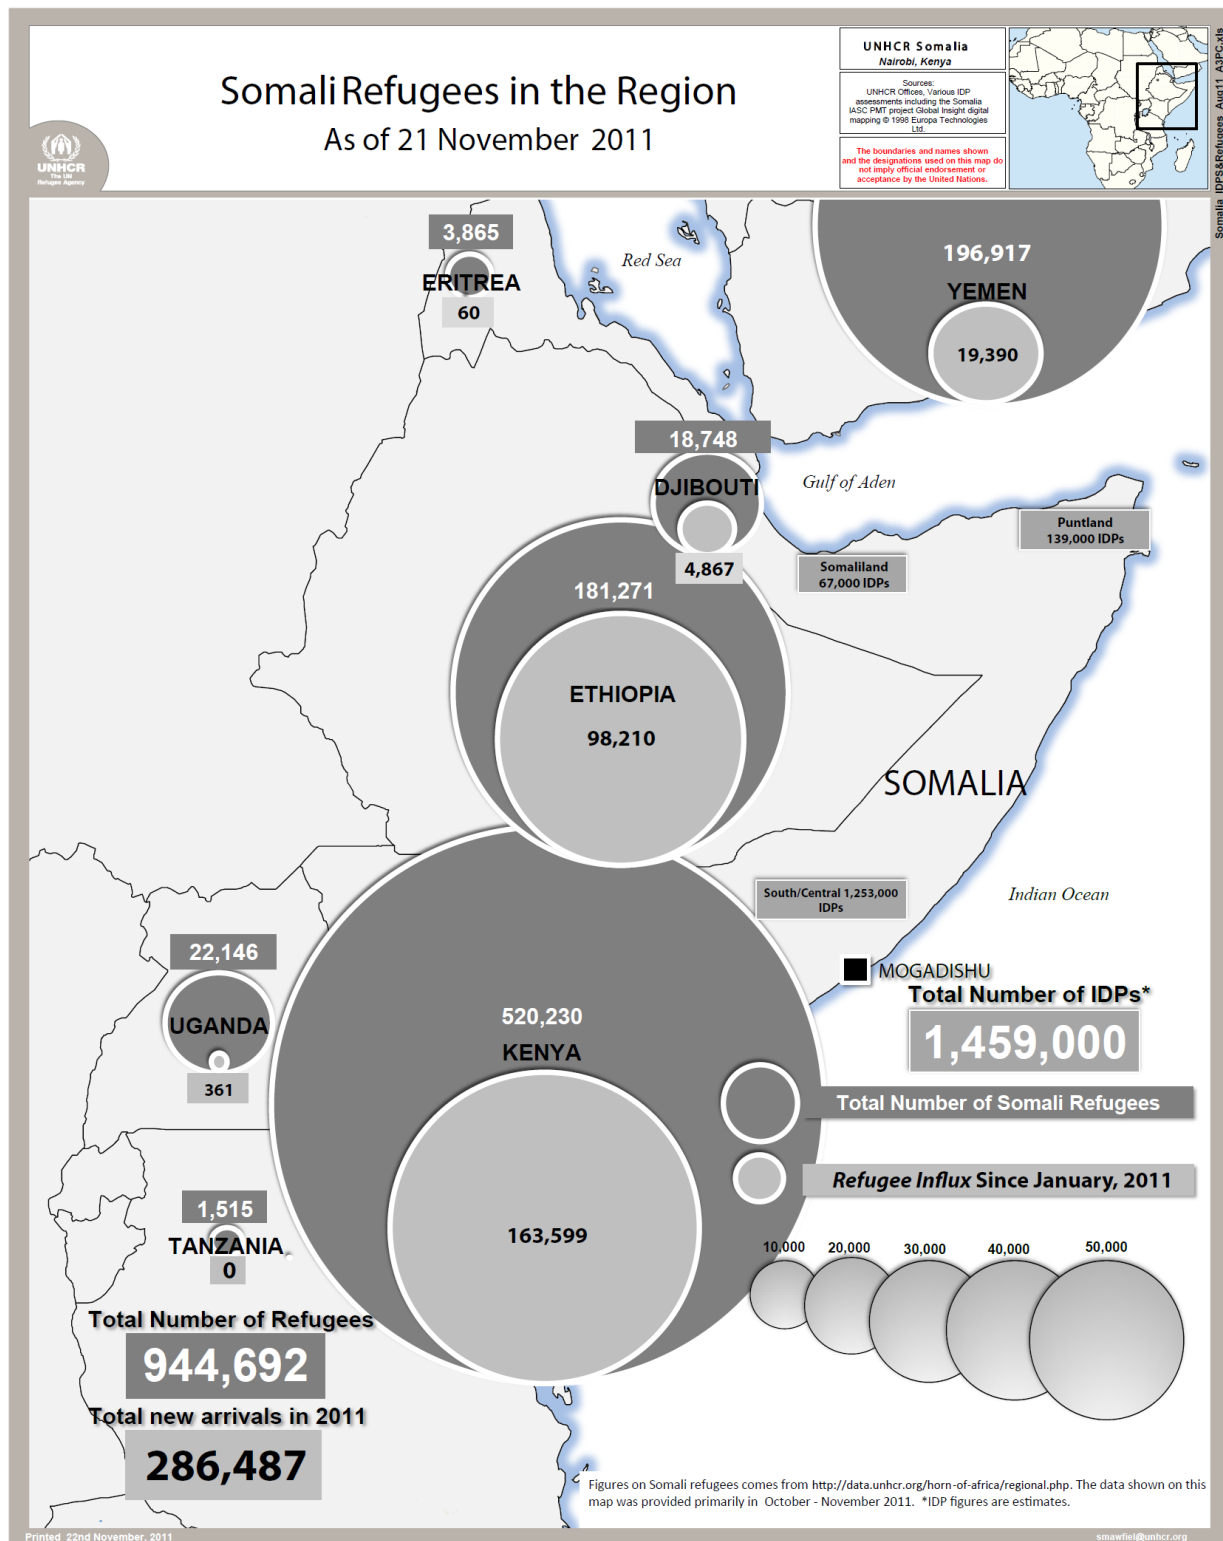 Somali Refugees in the Region
As of 21 November 2011
UNHCR
The UN
Refugee Agency
UNHCR Somalia
Nairobi, Kenya
Sources:
UNHCR Offices, Various IDP
assessments including the Somalia
IASC PMT project Global Insight digital
mapping © 1998 Europa Technologies
Ltd.
The boundaries and names shown
and the designations used on this map do
not imply official endorsement or
acceptance by the United Nations.
Somalia_IDPS&Refugees_Aug11_A3PC.xls
3,865
ERITREA
60
Red Sea
196,917
YEMEN
19,390
18,748
DJIBOUTI
4,867
Gulf of Aden
Puntland
139,000 IDPs
Somaliland
67,000 IDPs
181,271
ETHIOPIA
98,210
SOMALIA
South/Central 1,253,000
IDPs
Indian Ocean
MOGADISHU
Total Number of IDPs*
1,459,000
22,146
UGANDA
361
520,230
KENYA
163,599
Total Number of Somali Refugees
Refugee Influx Since January, 2011
1,515
TANZANIA
0
10,000
20,000
30,000
40,000
50,000
Total Number of Refugees
944,692
Total new arrivals in 2011
286,487
Figures on Somali refugees comes from http://data.unhcr.org/horn-of-africa/regional.php. The data shown on this
map was provided primarily in October - November 2011. *IDP figures are estimates.
Printed 22nd November, 2011
smawfiel@unhcr.org